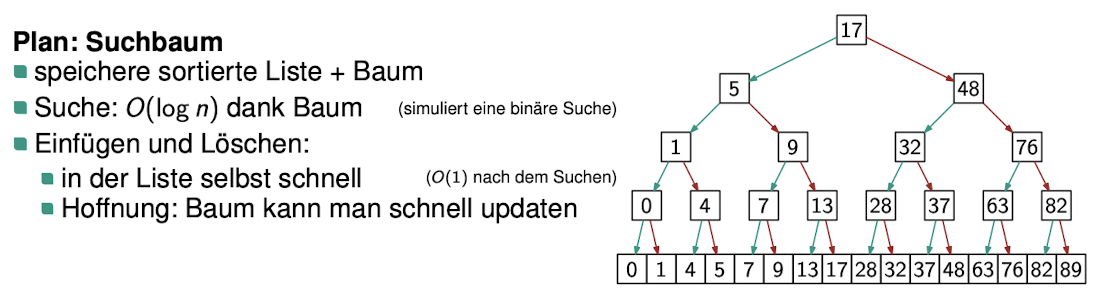 Plan: Suchbaum
speichere sortierte Liste + Baum
Suche: O(log n) dank Baum (simuliert eine binäre Suche)
Einfügen und Löschen:
in der Liste selbst schnell (O(1) nach dem Suchen)
Hoffnung: Baum kann man schnell updaten
17
5 48
1 9 32 76
0 4 7 13 28 37 63 82
0 1 4 5 7 9 13 17 28 32 37 48 63 76 82 89